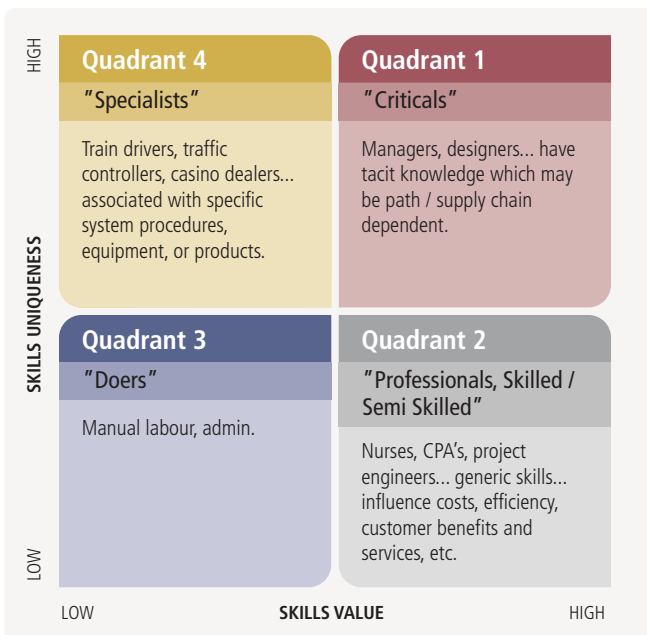 HIGH
Quadrant 4
"Specialists"
Train drivers, traffic
controllers, casino dealers...
associated with specific
system procedures,
equipment, or products.
Quadrant 1
"Criticals"
Managers, designers... have
tacit knowledge which may
be path / supply chain
dependent.
SKILLS UNIQUENESS
Quadrant 3
"Doers"
Manual labour, admin.
Quadrant 2
"Professionals, Skilled /
Semi Skilled"
Nurses, CPA's, project
engineers... generic skills...
influence costs, efficiency,
customer benefits and
services, etc.
LOW
LOW
SKILLS VALUE
HIGH